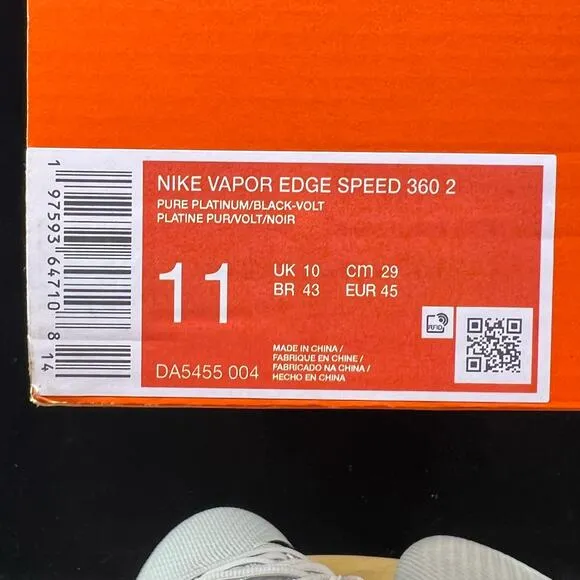 NIKE VAPOR EDGE SPEED 360 2
PURE PLATINUM/BLACK-VOLT
PLATINE PUR/VOLT/NOIR
11
UK 10 cm 29
BR 43 EUR 45
RFID
MADE IN CHINA /
FABRIQUE EN CHINE /
FABRICADO NA CHINA /
HECHO EN CHINA
DA5455 004
1 97593 64710 8 14